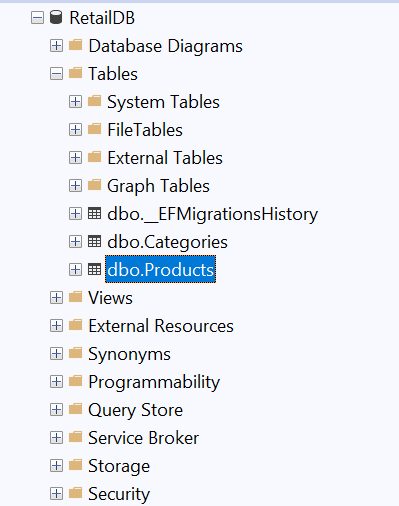 RetailDB
Database Diagrams
Tables
System Tables
FileTables
External Tables
Graph Tables
dbo.__EFMigrationsHistory
dbo.Categories
dbo.Products
Views
External Resources
Synonyms
Programmability
Query Store
Service Broker
Storage
Security